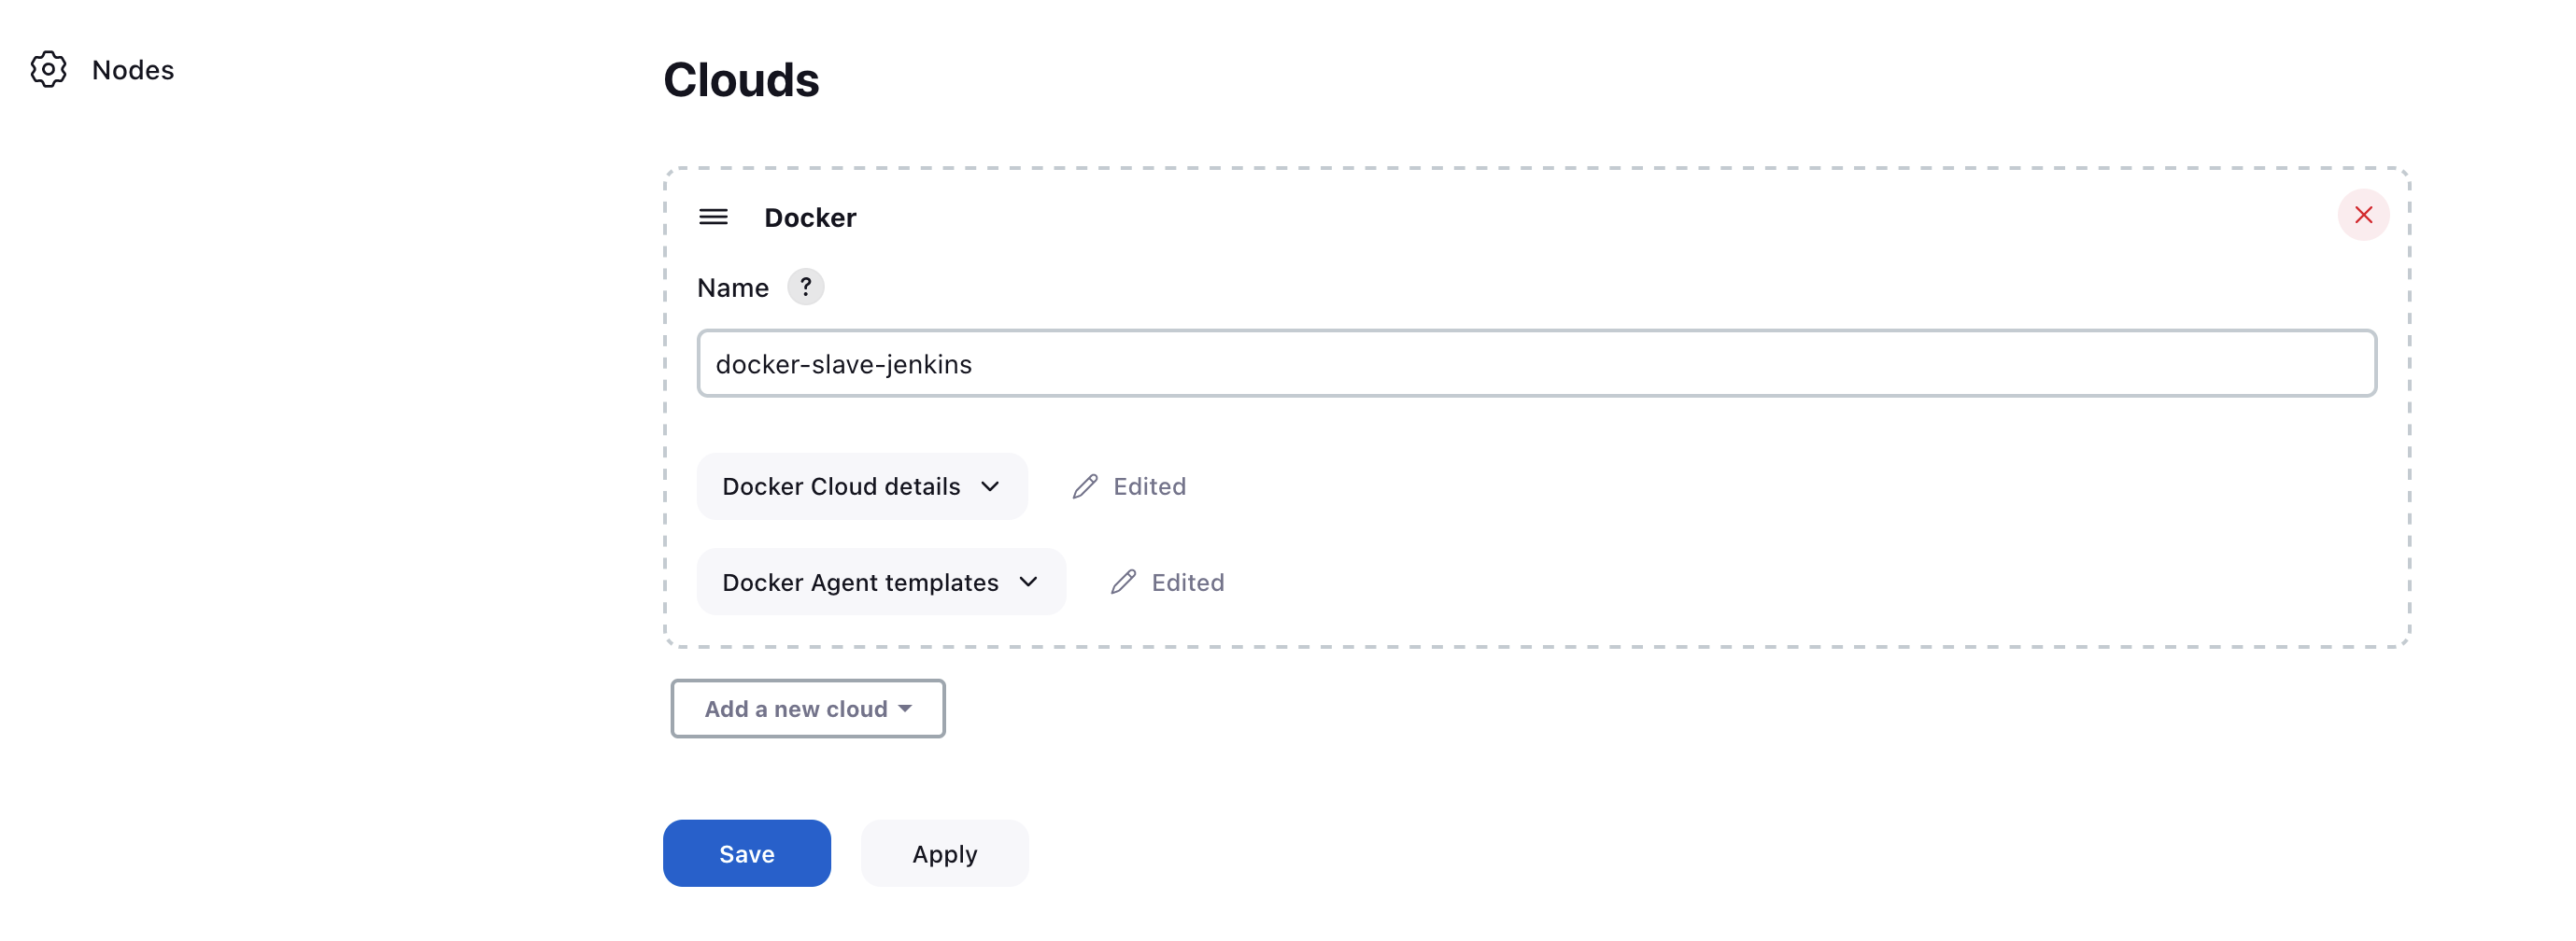 Nodes
Clouds
Docker
Name ?
docker-slave-jenkins
Docker Cloud details Edited
Docker Agent templates Edited
Add a new cloud
Save Apply